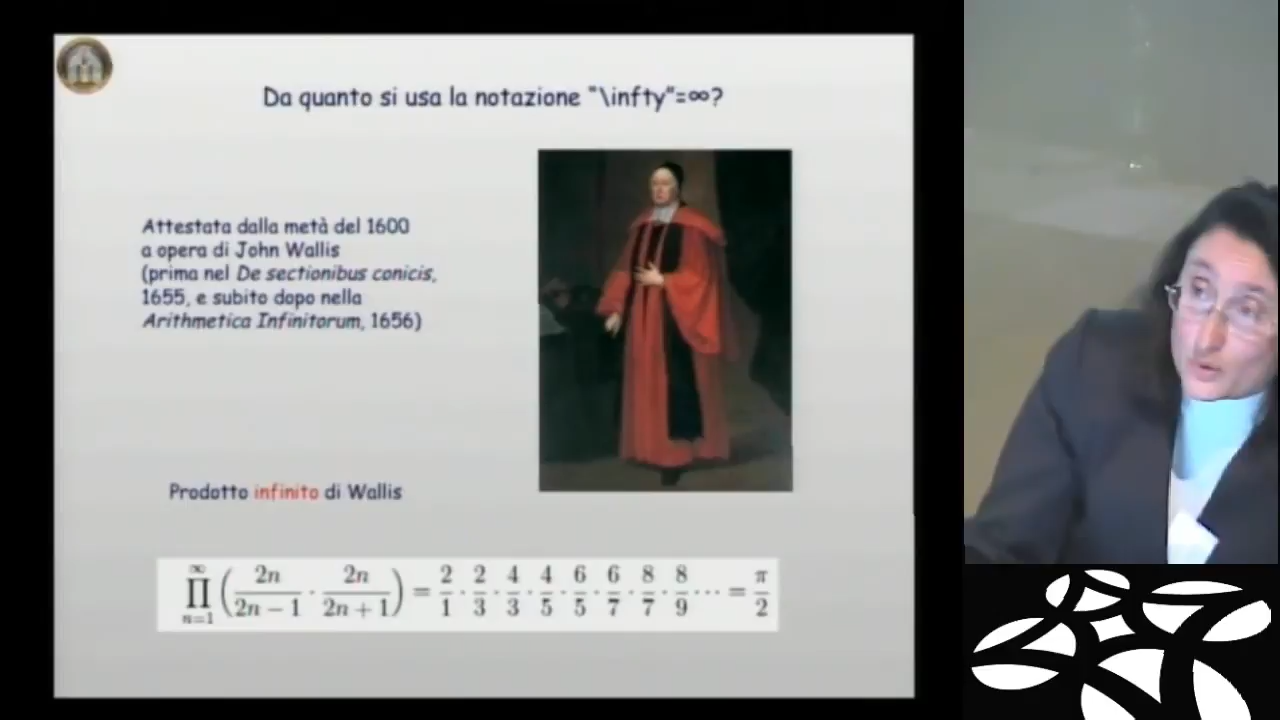 Da quanto si usa la notazione "\infty"=∞?
Attestata dalla metà del 1600
a opera di John Wallis
(prima nel De sectionibus conicis,
1655, e subito dopo nella
Arithmetica Infinitorum, 1656)
Prodotto infinito di Wallis
∞∏n=1 (2n/2n − 1 · 2n/2n + 1) = 2/1 · 2/3 · 4/3 · 4/5 · 6/5 · 6/7 · 8/7 · 8/9 ··· = π/2